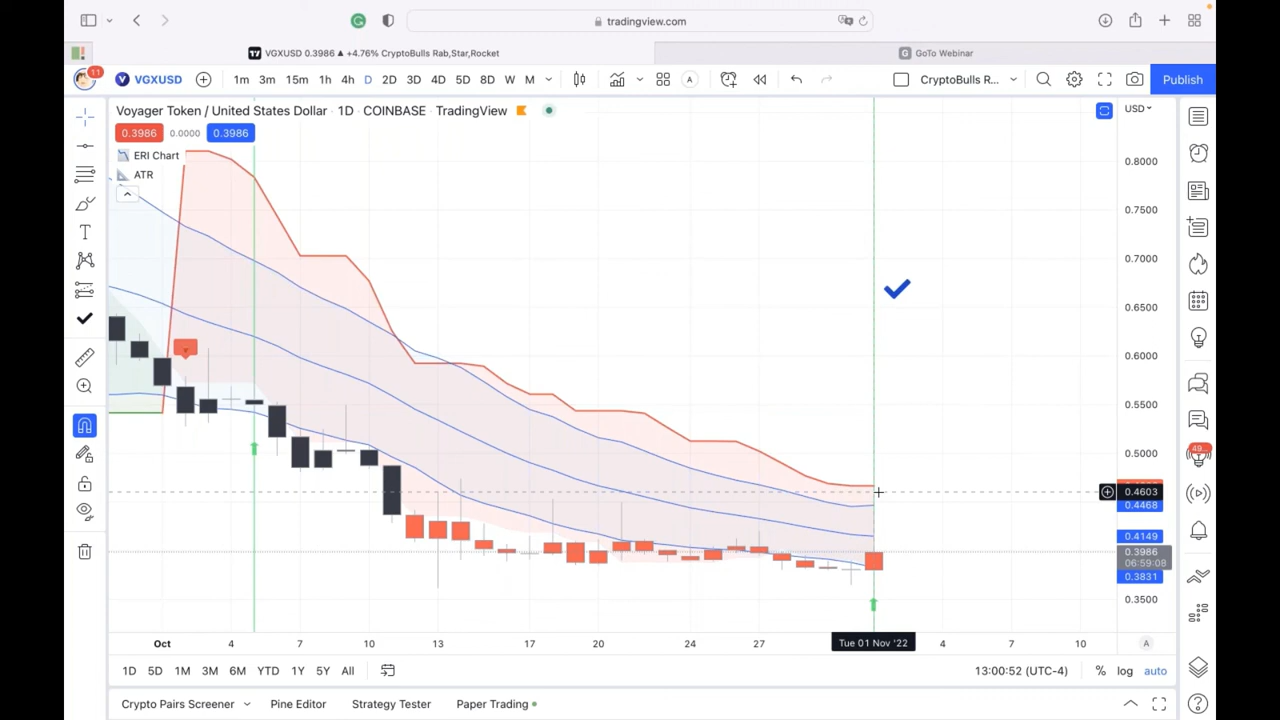 tradingview.com
VGXUSD 0.3986 ▲ +4.76% CryptoBulls Rab,Star,Rocket
GoTo Webinar
11
VGXUSD
1m 3m 15m 1h 4h D 2D 3D 4D 5D 8D W M
A
CryptoBulls R...
Publish
Voyager Token / United States Dollar · 1D · COINBASE · TradingView
USD
0.3986 0.0000 0.3986
ERI Chart
ATR
0.8000
0.7500
0.7000
0.6500
0.6000
0.5500
0.5000
0.4603
0.4468
0.4149
0.3986
06:59:08
0.3831
0.3500
49
Oct 4 7 10 13 17 20 24 27 Tue 01 Nov '22 4 7 10
A
1D 5D 1M 3M 6M YTD 1Y 5Y All
13:00:52 (UTC-4) % log auto
Crypto Pairs Screener Pine Editor Strategy Tester Paper Trading